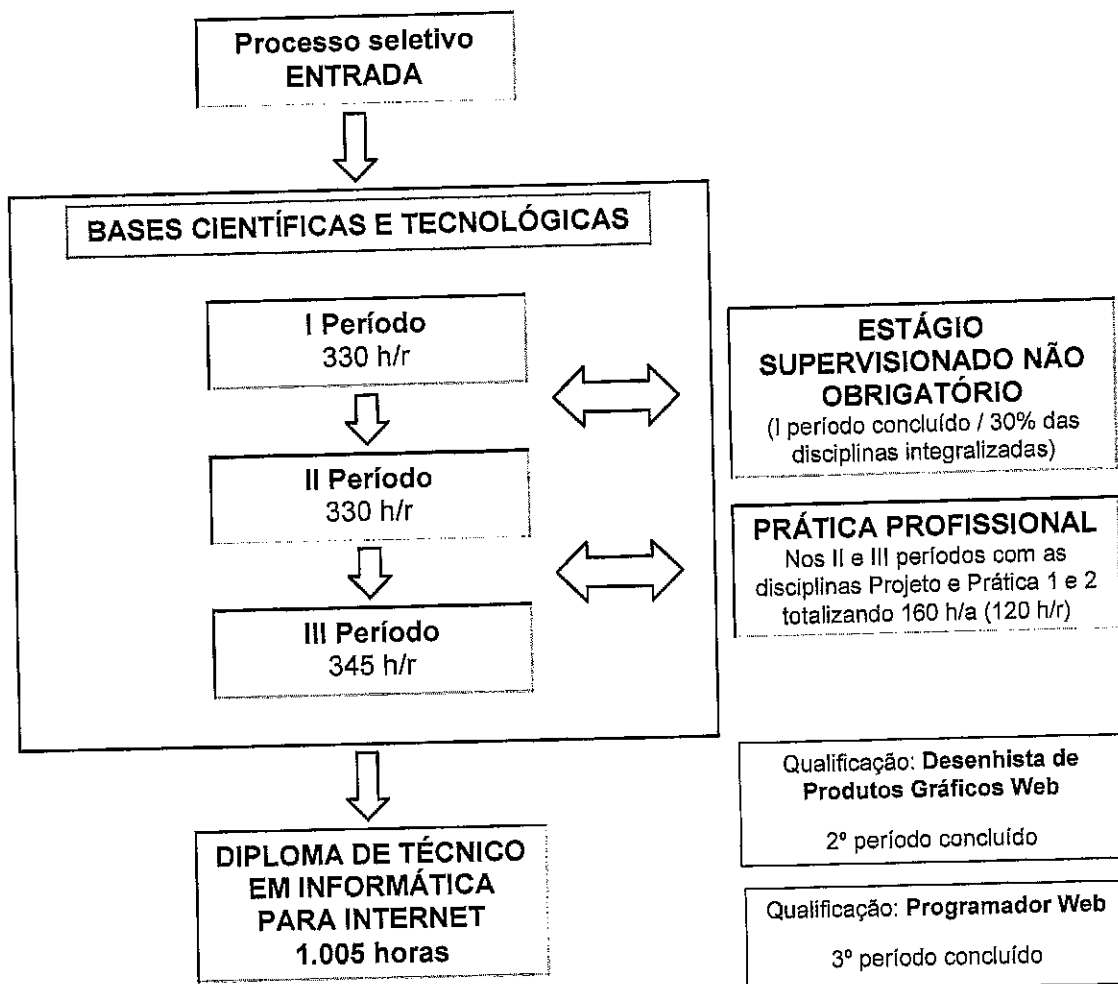 Processo seletivo
ENTRADA
BASES CIENTÍFICAS E TECNOLÓGICAS
I Período
330 h/r
II Período
330 h/r
III Período
345 h/r
ESTÁGIO
SUPERVISIONADO NÃO
OBRIGATÓRIO
(I período concluído / 30% das
disciplinas integralizadas)
PRÁTICA PROFISSIONAL
Nos II e III períodos com as
disciplinas Projeto e Prática 1 e 2
totalizando 160 h/a (120 h/r)
DIPLOMA DE TÉCNICO
EM INFORMÁTICA
PARA INTERNET
1.005 horas
Qualificação: Desenhista de
Produtos Gráficos Web
2º período concluído
Qualificação: Programador Web
3º período concluído